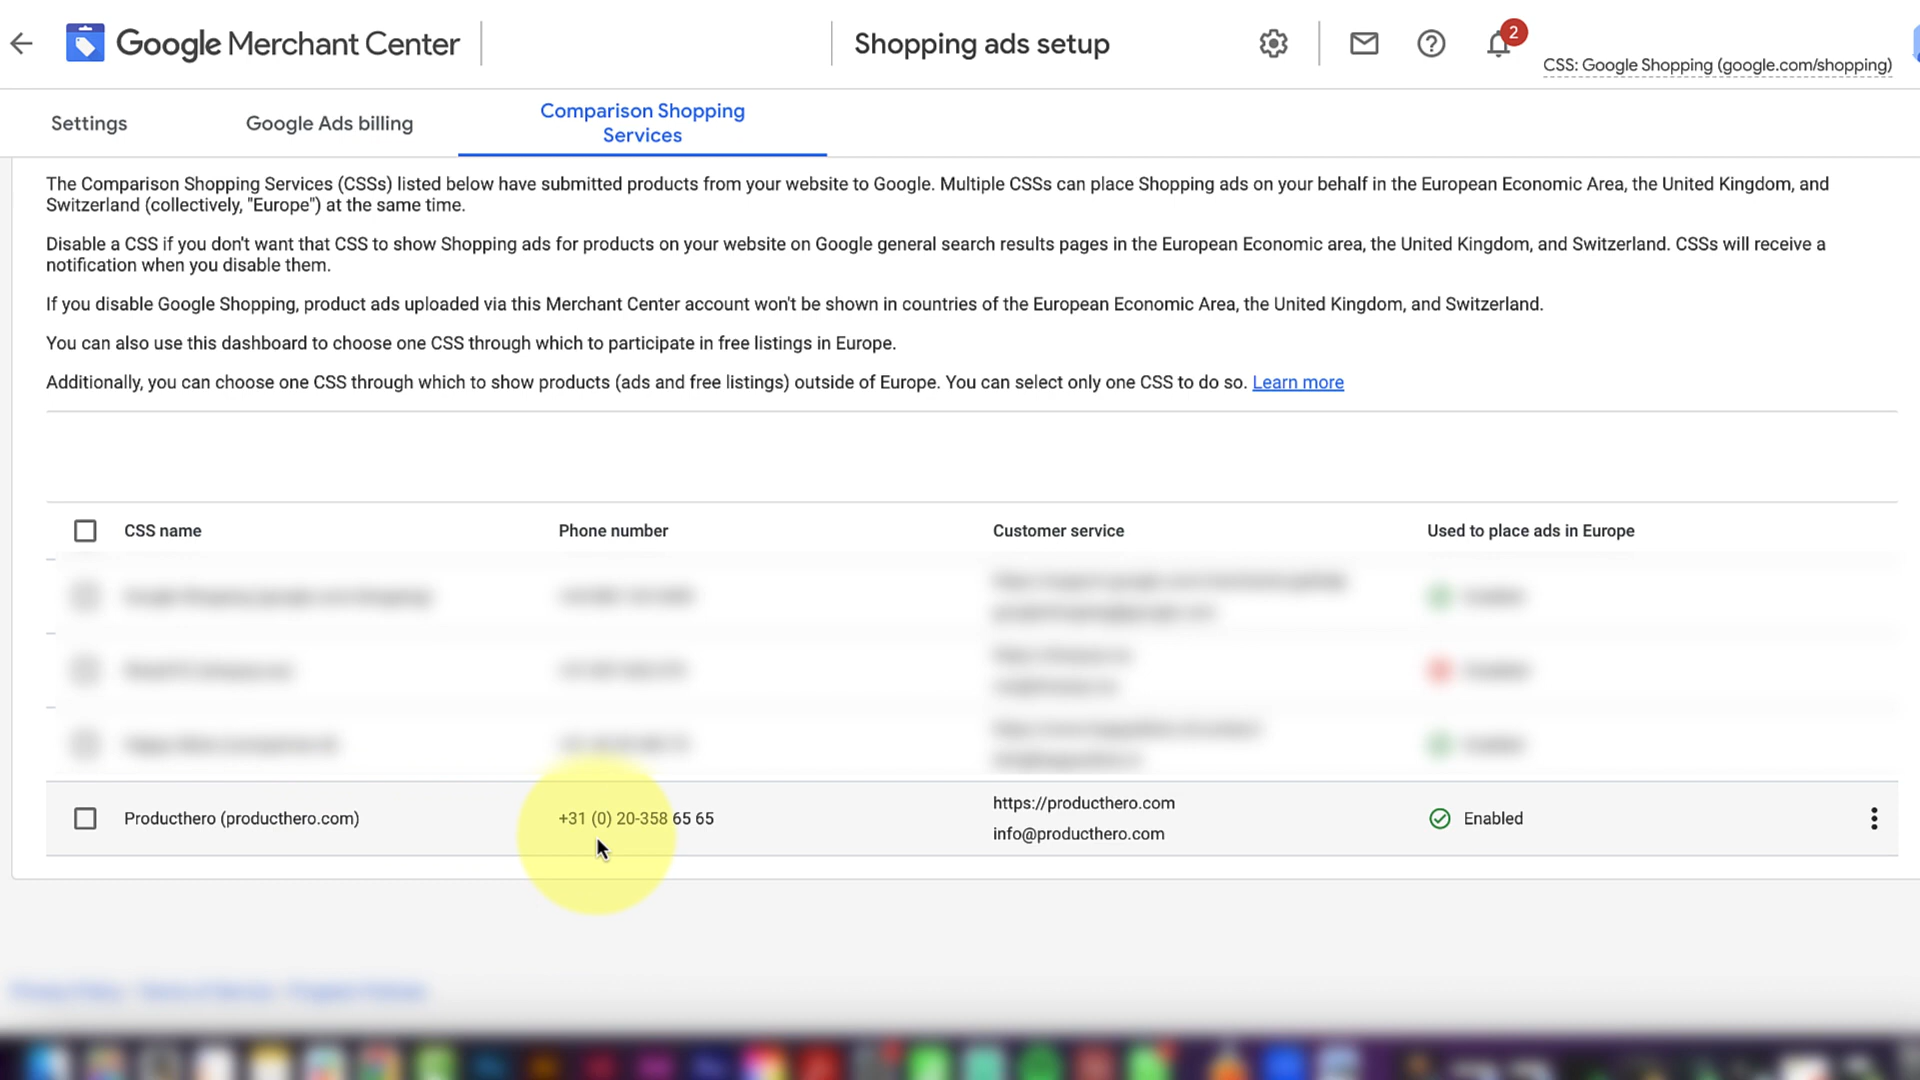 Google Merchant Center
Shopping ads setup
2
CSS: Google Shopping (google.com/shopping)
Settings
Google Ads billing
Comparison Shopping
Services
The Comparison Shopping Services (CSSs) listed below have submitted products from your website to Google. Multiple CSSs can place Shopping ads on your behalf in the European Economic Area, the United Kingdom, and
Switzerland (collectively, "Europe") at the same time.
Disable a CSS if you don't want that CSS to show Shopping ads for products on your website on Google general search results pages in the European Economic area, the United Kingdom, and Switzerland. CSSs will receive a
notification when you disable them.
If you disable Google Shopping, product ads uploaded via this Merchant Center account won't be shown in countries of the European Economic Area, the United Kingdom, and Switzerland.
You can also use this dashboard to choose one CSS through which to participate in free listings in Europe.
Additionally, you can choose one CSS through which to show products (ads and free listings) outside of Europe. You can select only one CSS to do so. Learn more
CSS name
Phone number
Customer service
Used to place ads in Europe
Producthero (producthero.com)
+31 (0) 20-358 65 65
https://producthero.com
info@producthero.com
Enabled